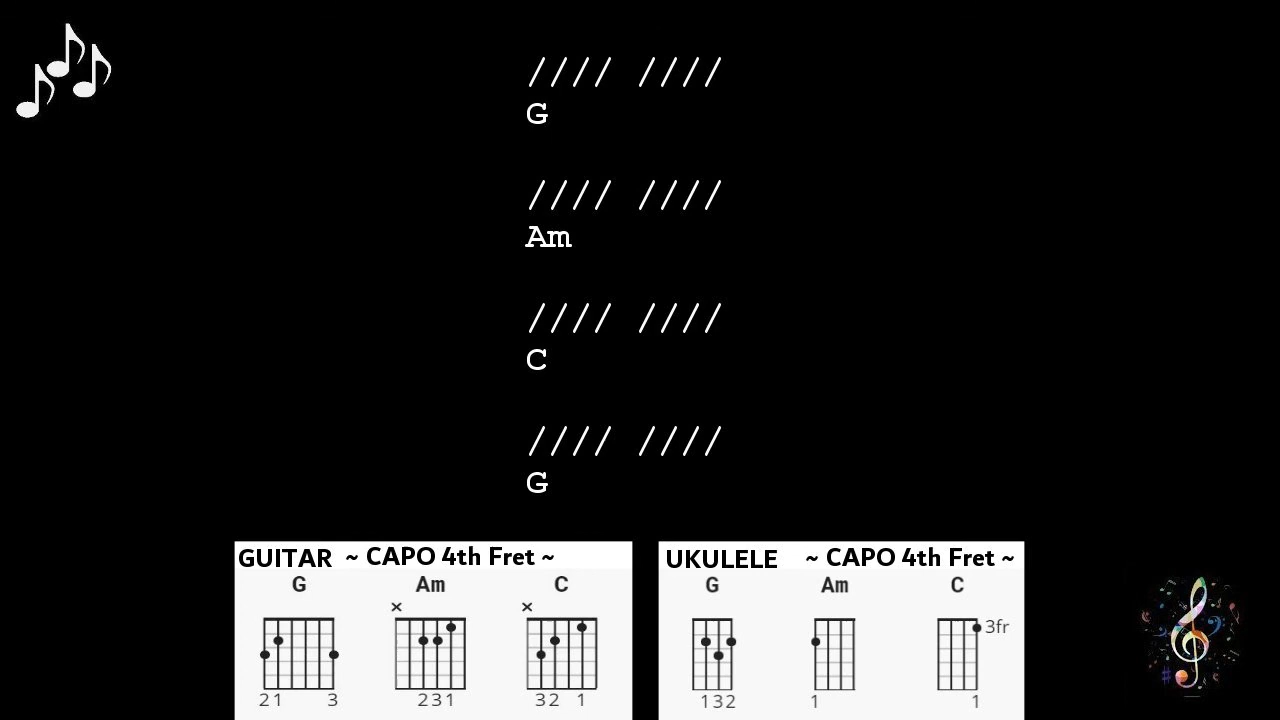 //// ////
G
//// ////
Am
//// ////
C
//// ////
G
GUITAR ~ CAPO 4th Fret ~
G Am C
× ×
21 3 231 32 1
UKULELE ~ CAPO 4th Fret ~
G Am C
3fr
132 1 1